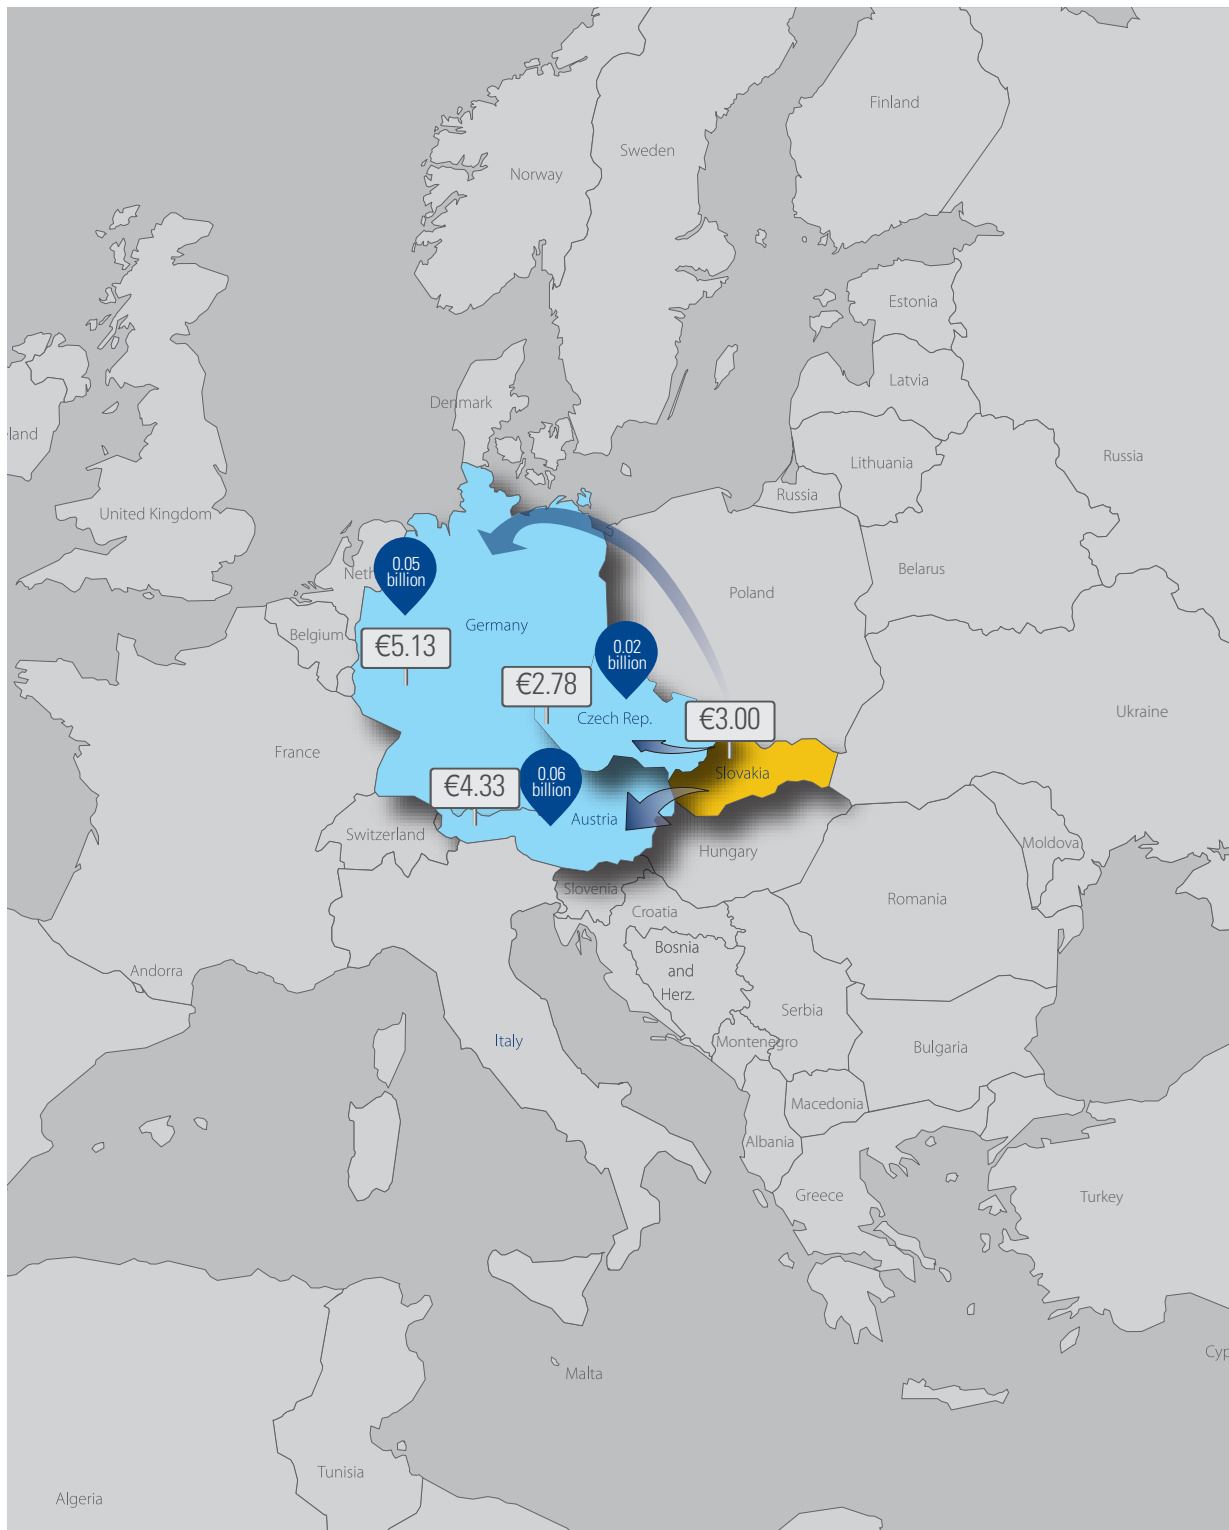 Finland
Sweden
Norway
Estonia
Latvia
Denmark
land
Lithuania
Russia
Russia
United Kingdom
0.05
billion
Neth
Belarus
Poland
Germany
Belgium
€5.13
0.02
billion
€2.78
€3.00
Czech Rep.
Ukraine
France
Slovakia
€4.33
0.06
billion
Austria
Switzerland
Hungary
Moldova
Slovenia
Romania
Croatia
Bosnia
and
Herz.
Andorra
Serbia
Italy
Montenegro
Bulgaria
Macedonia
Albania
Greece
Turkey
Cyp
Malta
Tunisia
Algeria